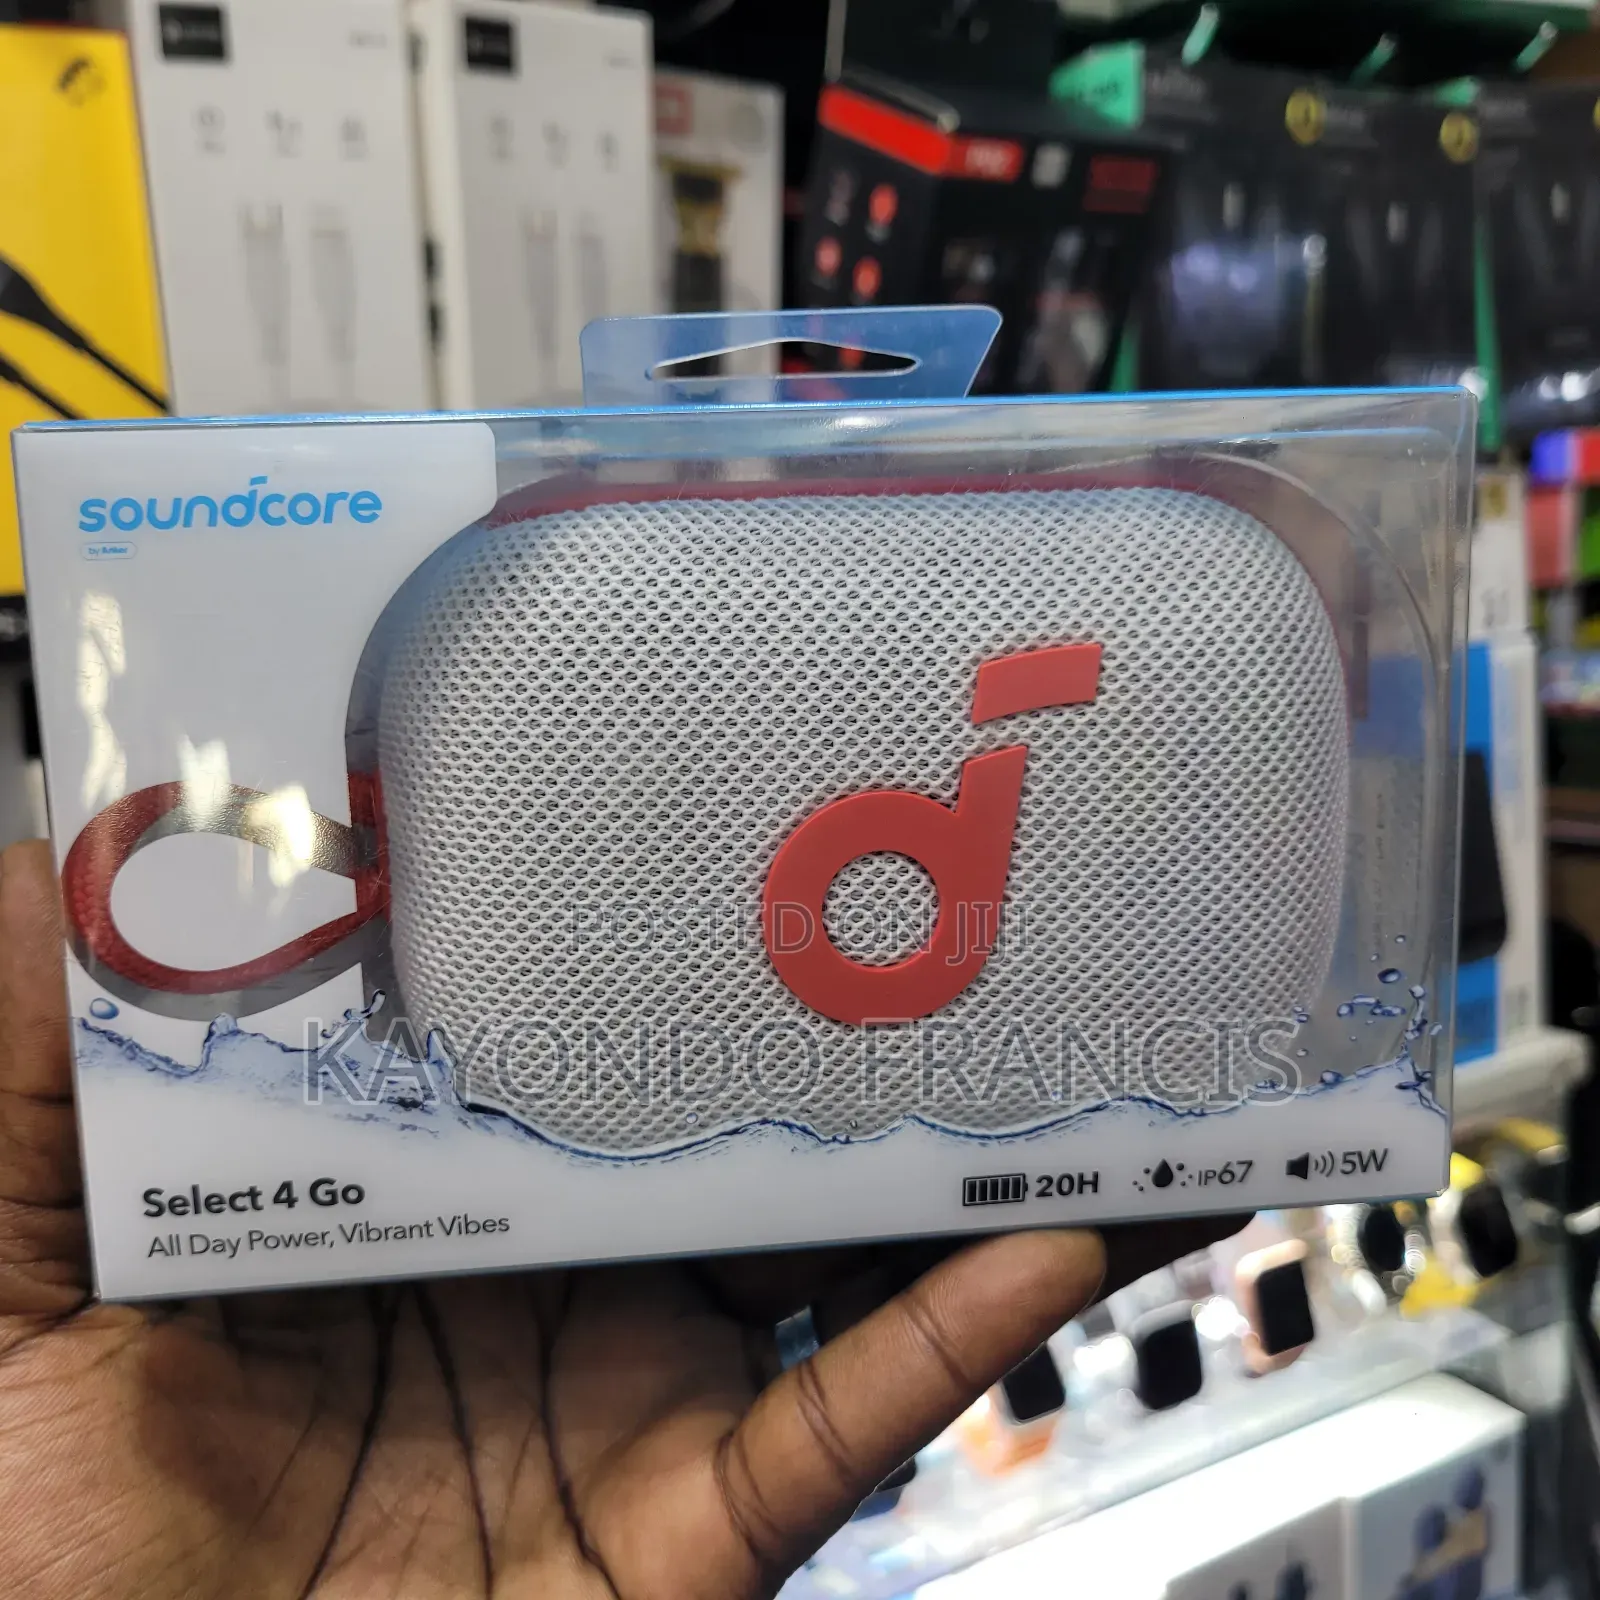 soundcore
by Anker
POSTED ON JIJI
KAYONDO FRANCIS
Select 4 Go
All Day Power, Vibrant Vibes
20H
IP67
5W